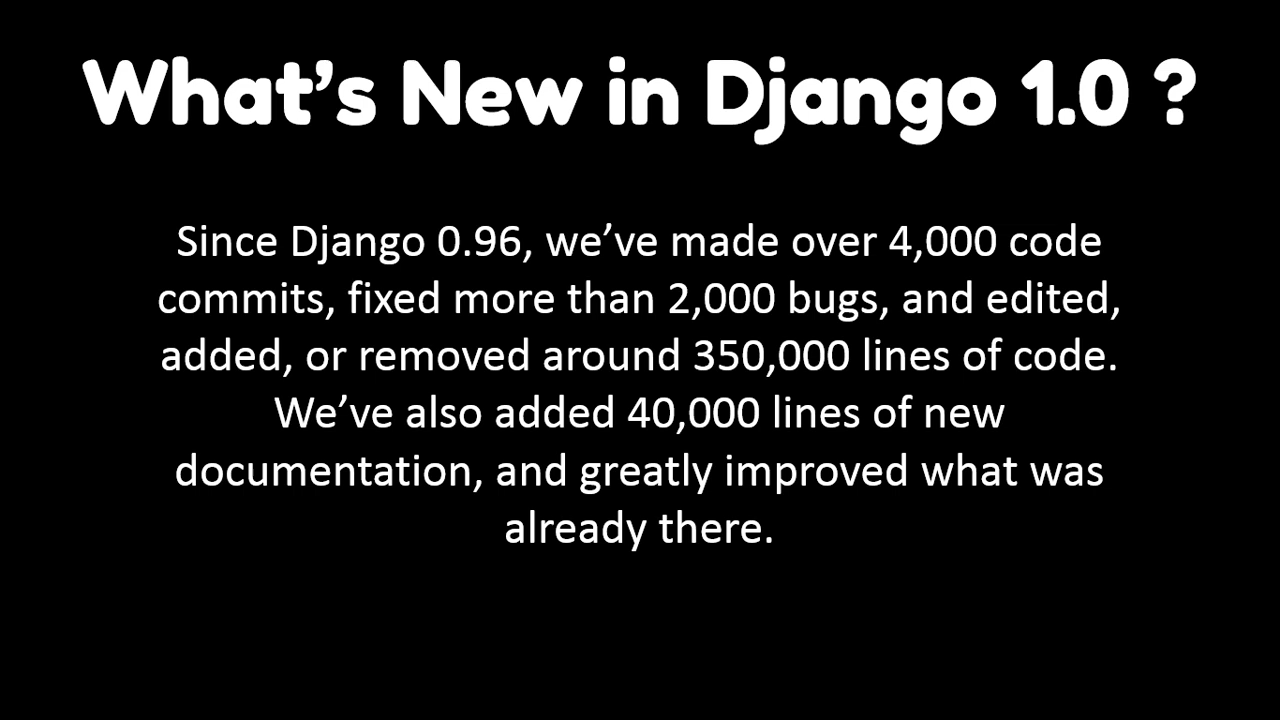 What’s New in Django 1.0 ?
Since Django 0.96, we’ve made over 4,000 code
commits, fixed more than 2,000 bugs, and edited,
added, or removed around 350,000 lines of code.
We’ve also added 40,000 lines of new
documentation, and greatly improved what was
already there.